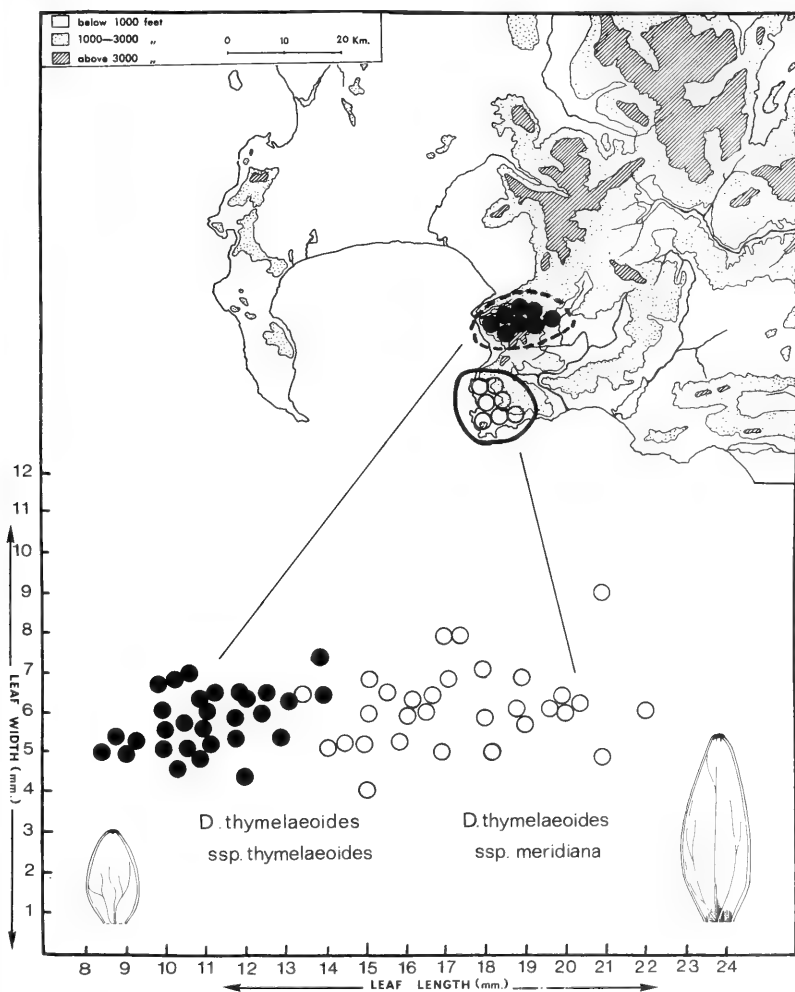 below 1000 feet
1000—3000 „
above 3000 „
0 10 20 Km.
12
11
10
9
8
7
6
5
4
3
2
1
LEAF WIDTH (mm.)
D. thymelaeoides
ssp. thymelaeoides
D. thymelaeoides
ssp. meridiana
8 9 10 11 12 13 14 15 16 17 18 19 20 21 22 23 24
LEAF LENGTH (mm.)